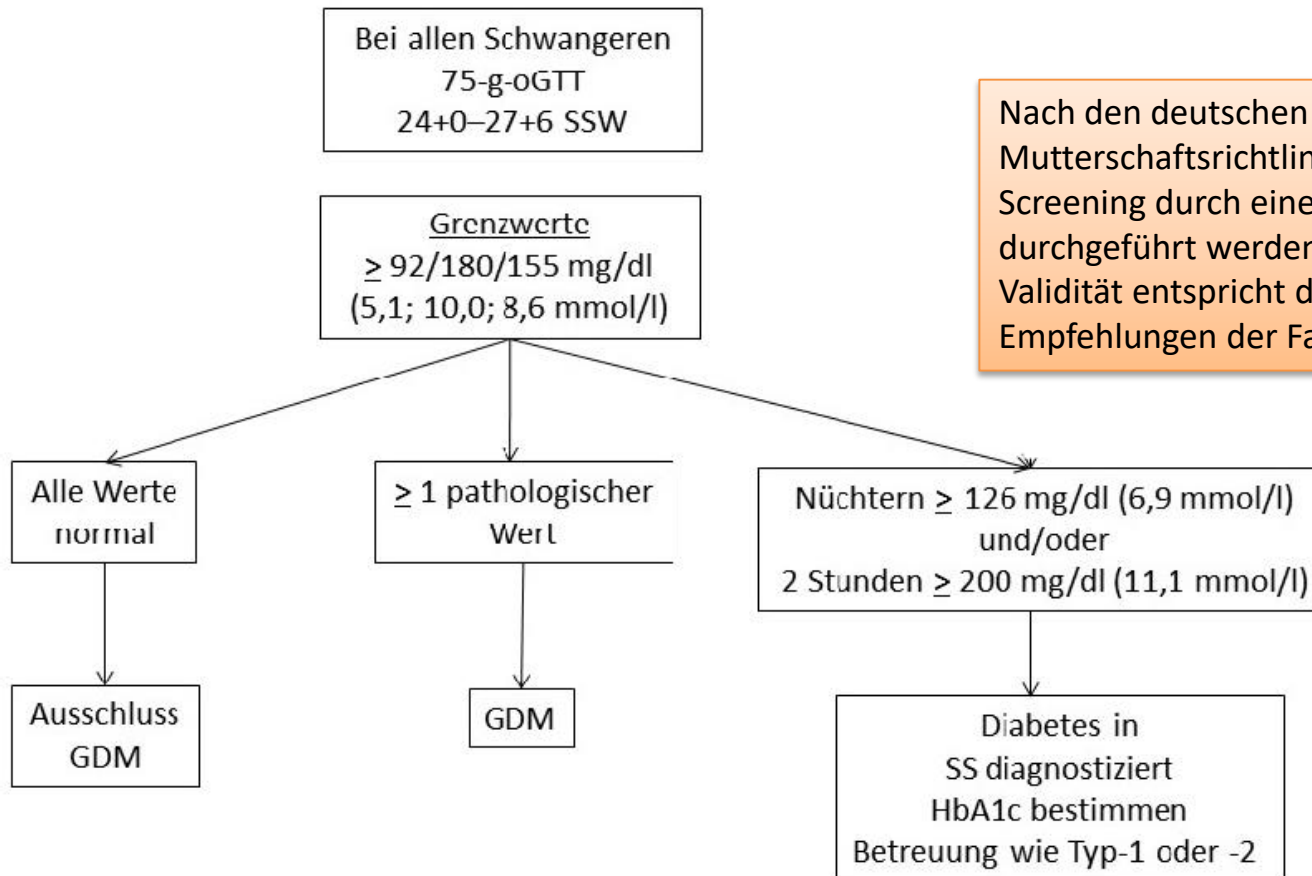 Bei allen Schwangeren
75-g-oGTT
24+0–27+6 SSW
Nach den deutschen
Mutterschaftsrichtlin
Screening durch eine
durchgeführt werden
Validität entspricht d
Empfehlungen der Fa
Grenzwerte
≥ 92/180/155 mg/dl
(5,1; 10,0; 8,6 mmol/l)
Alle Werte
normal
≥ 1 pathologischer
Wert
Nüchtern ≥ 126 mg/dl (6,9 mmol/l)
und/oder
2 Stunden ≥ 200 mg/dl (11,1 mmol/l)
Ausschluss
GDM
GDM
Diabetes in
SS diagnostiziert
HbA1c bestimmen
Betreuung wie Typ-1 oder -2